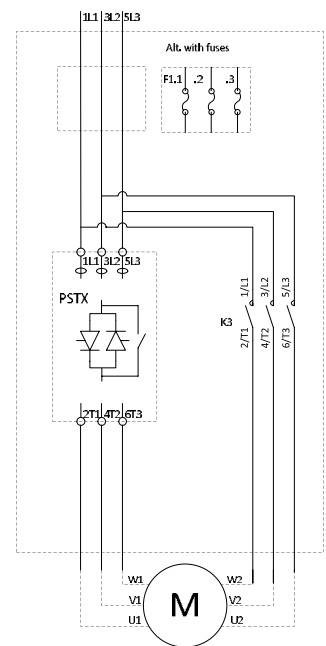 1L1 3L2 5L3
Alt. with fuses
F1.1 .2 .3
1L1 3L2 5L3
PSTX
1/L1 3/L2 5/L3
K3
2/T1 4/T2 6/T3
2T1 4T2 6T3
W1 W2
V1 M V2
U1 U2